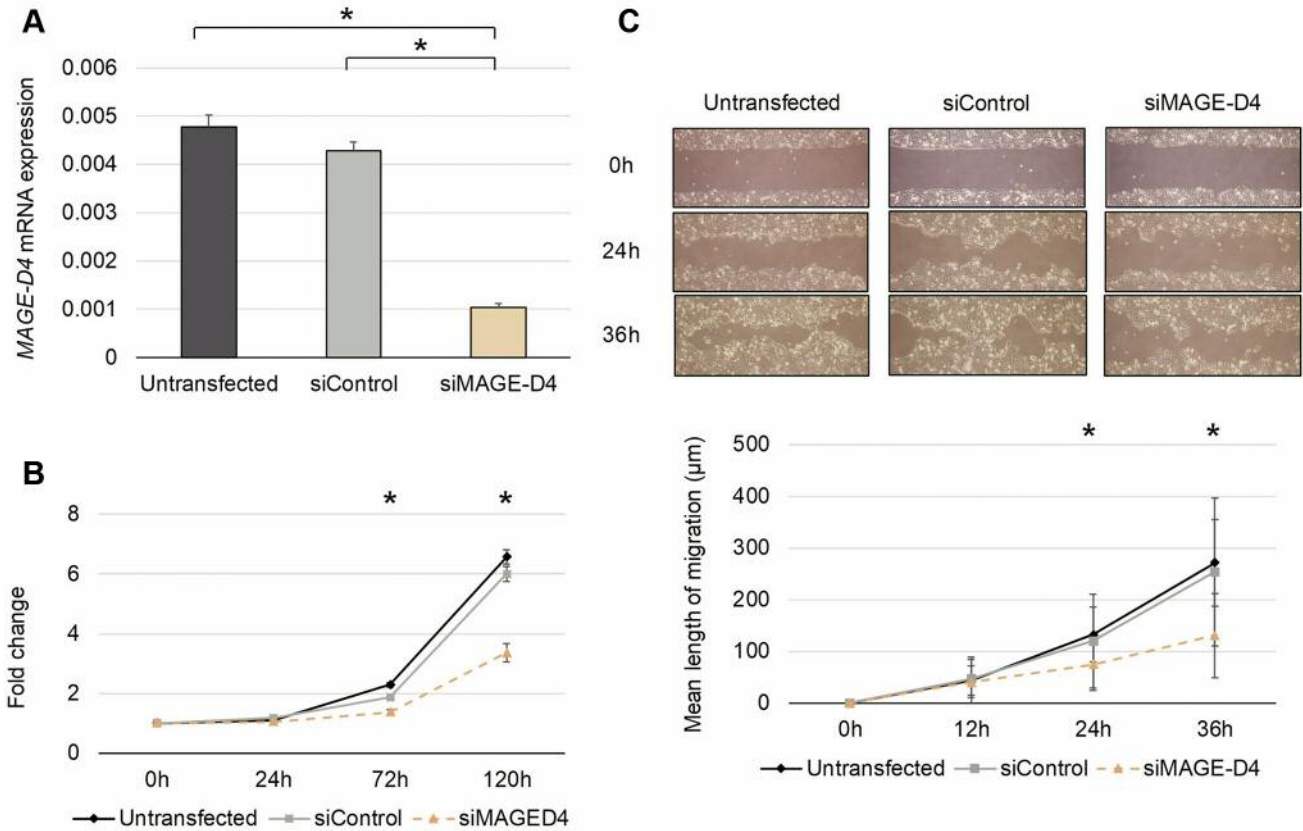 A
*
*
MAGE-D4 mRNA expression
0.006
0.005
0.004
0.003
0.002
0.001
0
Untransfected siControl siMAGE-D4
B
Fold change
* *
8
6
4
2
0
0h 24h 72h 120h
Untransfected siControl siMAGED4
C
Untransfected siControl siMAGE-D4
0h
24h
36h
Mean length of migration (µm)
* *
500
400
300
200
100
0
0h 12h 24h 36h
Untransfected siControl siMAGE-D4